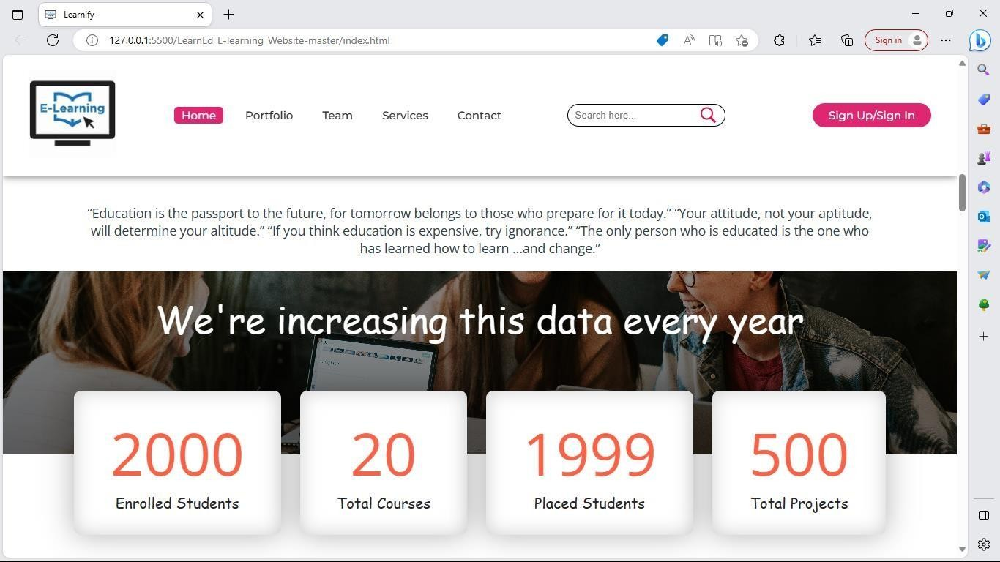 Learnify
127.0.0.1:5500/LearnEd_E-learning_Website-master/index.html
Sign in
E-Learning
Home
Portfolio
Team
Services
Contact
Search here...
Sign Up/Sign In
“Education is the passport to the future, for tomorrow belongs to those who prepare for it today.” “Your attitude, not your aptitude,
will determine your altitude.” “If you think education is expensive, try ignorance.” “The only person who is educated is the one who
has learned how to learn ...and change.”
We're increasing this data every year
2000
Enrolled Students
20
Total Courses
1999
Placed Students
500
Total Projects